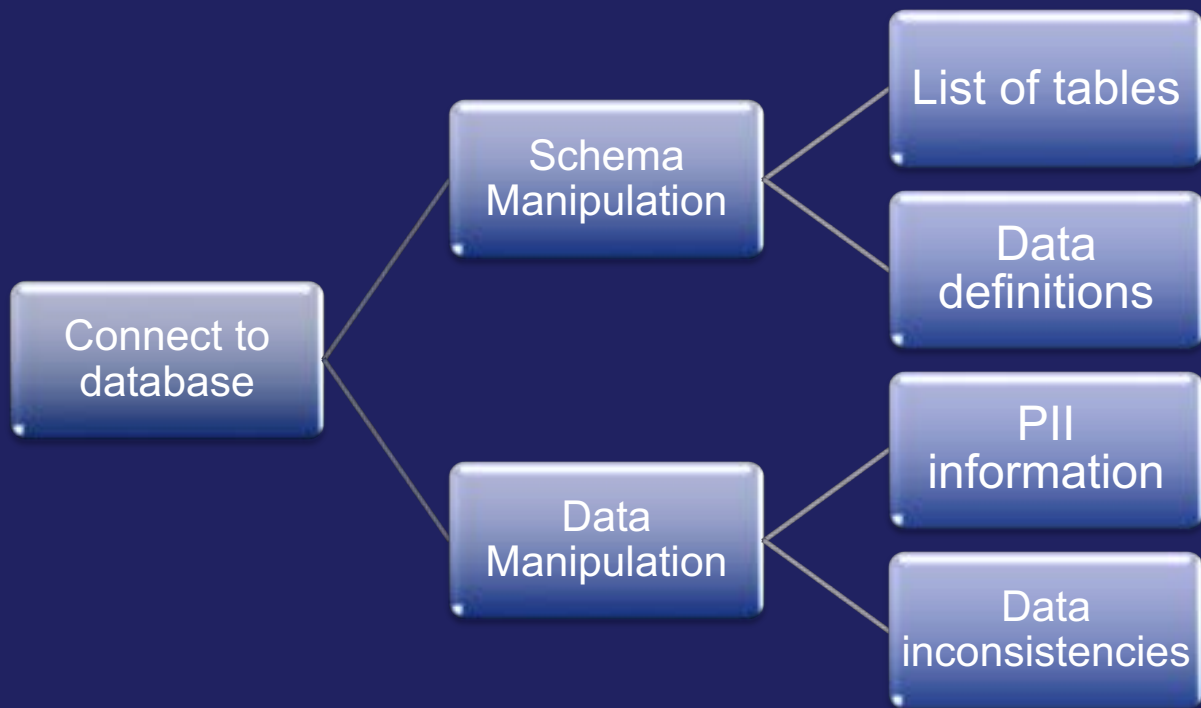 Connect to
database
Schema
Manipulation
Data
Manipulation
List of tables
Data
definitions
PII
information
Data
inconsistencies